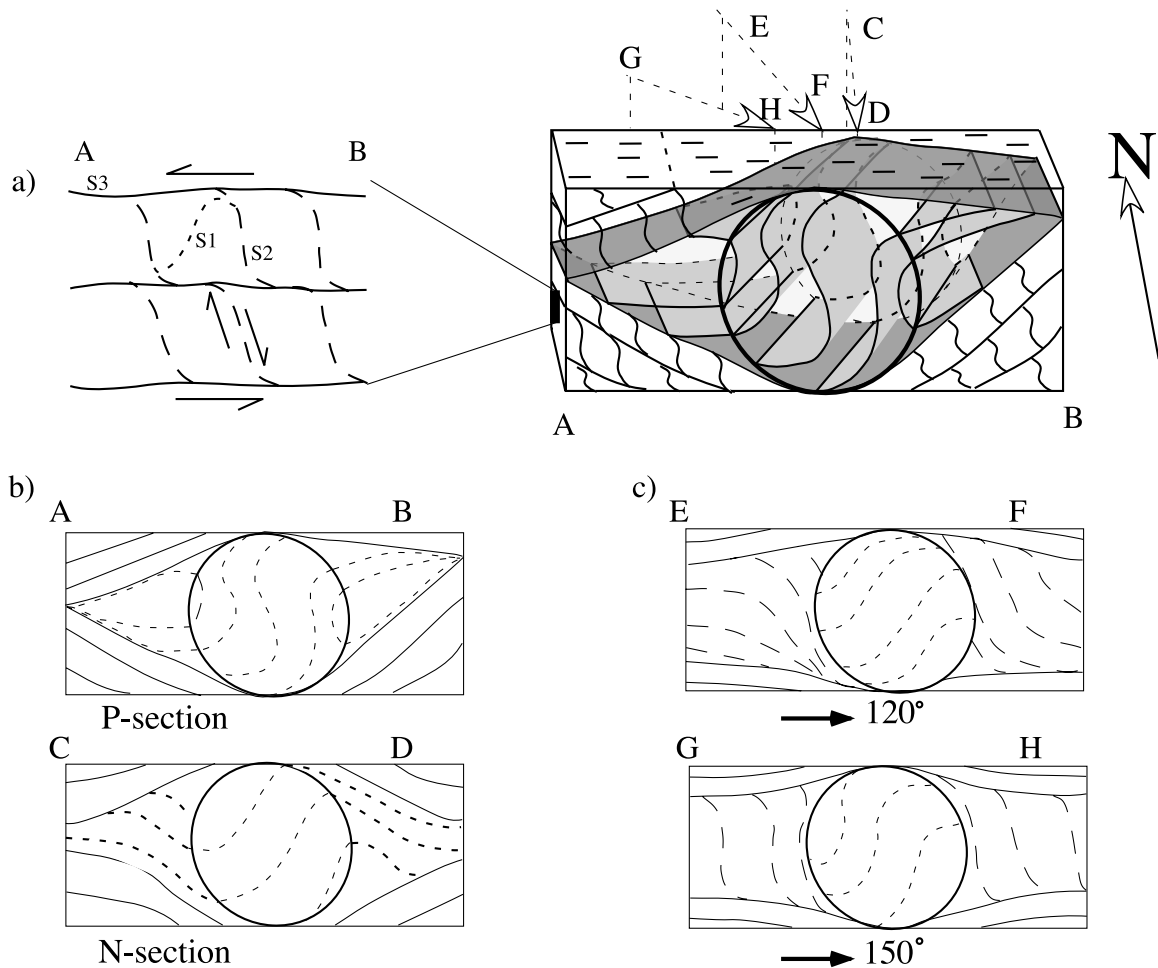 E C
G
F
H
D
N
A B
a)
S3
S1 S2
A B
b) c)
A B
E F
P-section
120°
C D
G H
N-section
150°